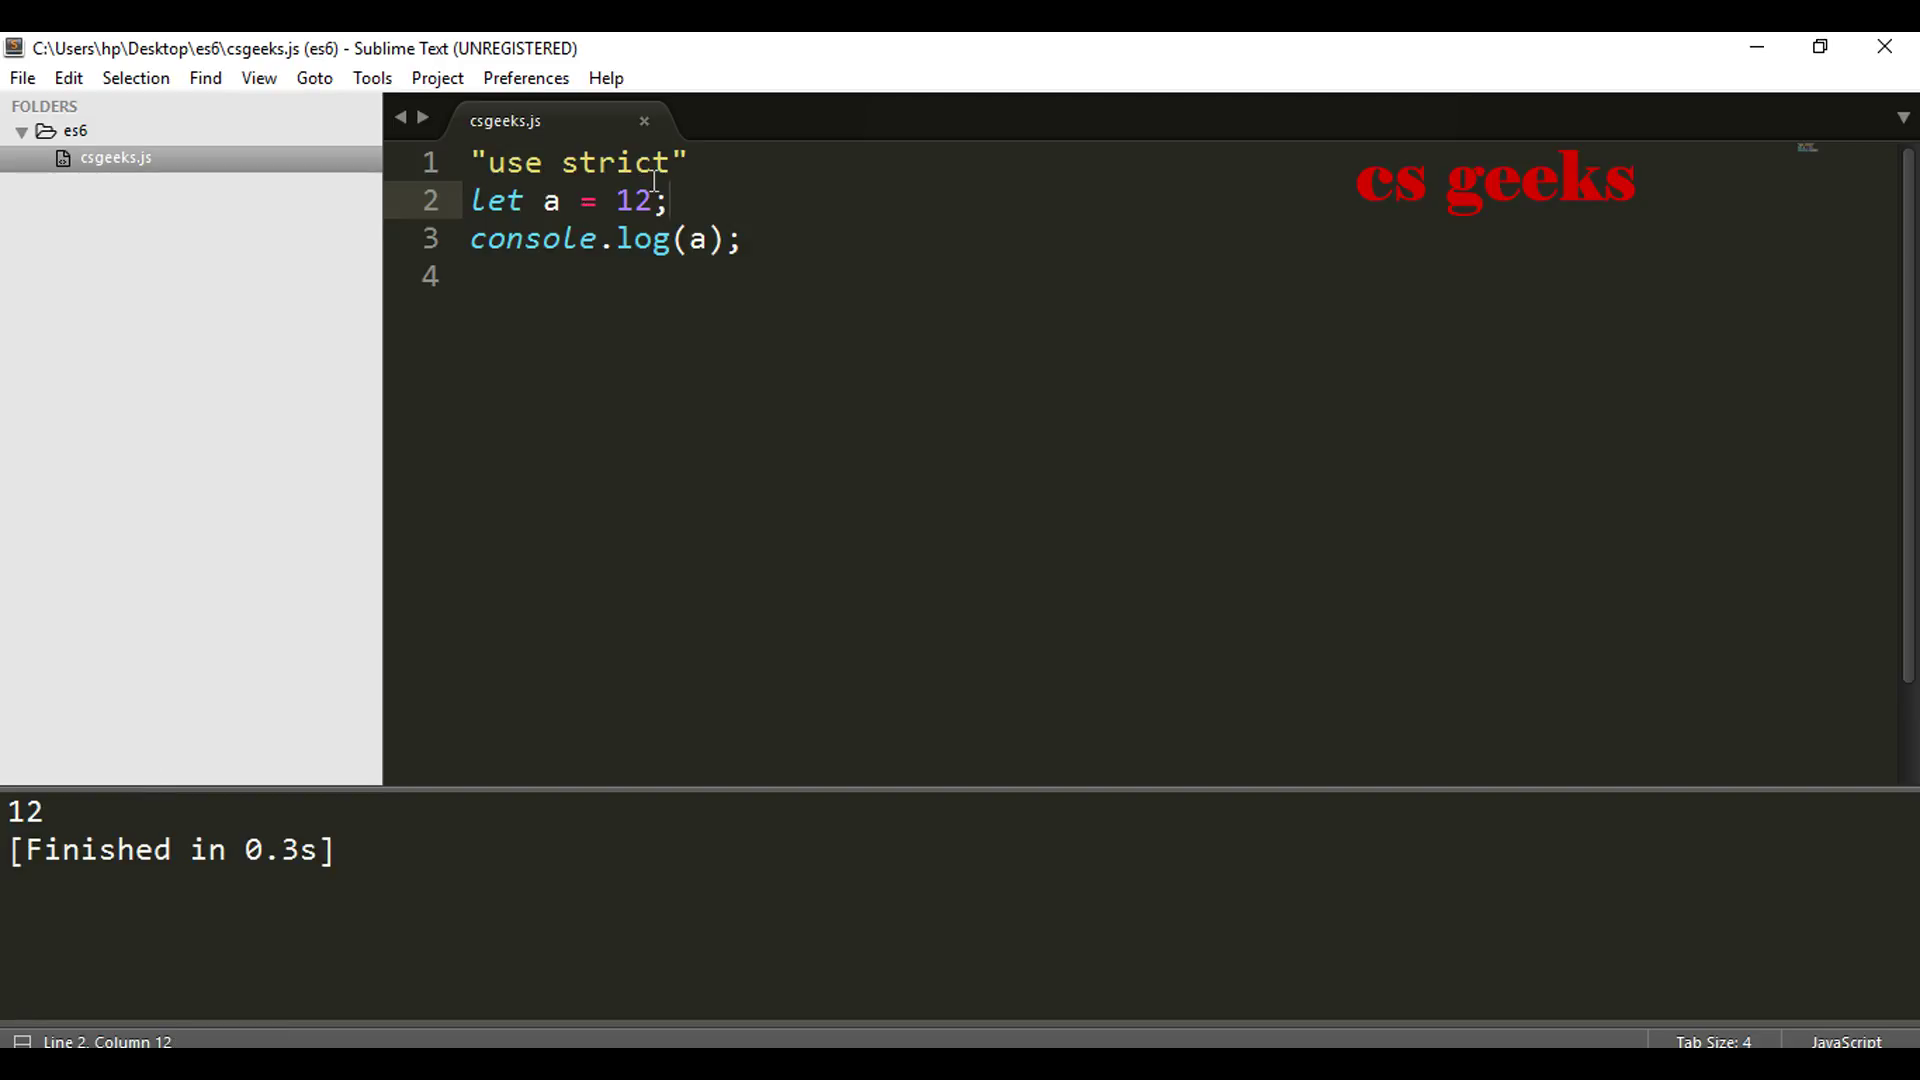 C:\Users\hp\Desktop\es6\csgeeks.js (es6) - Sublime Text (UNREGISTERED)
File Edit Selection Find View Goto Tools Project Preferences Help
FOLDERS
es6
csgeeks.js
csgeeks.js
1 "use strict"
2 let a = 12;
3 console.log(a);
4
cs geeks
12
[Finished in 0.3s]
Line 2, Column 12
Tab Size: 4
JavaScript